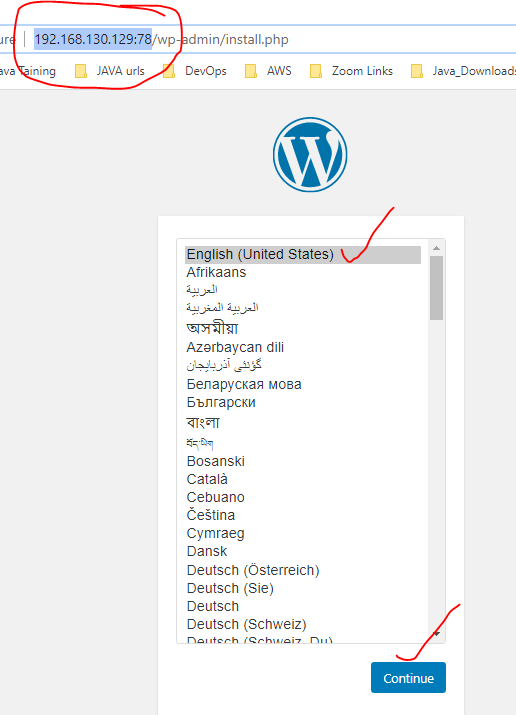 ure 192.168.130.129:78/wp-admin/install.php
ava Taining JAVA urls DevOps AWS Zoom Links Java_Downloads
English (United States)
Afrikaans
العربية
العربية المغربية
অসমীয়া
Azərbaycan dili
گؤنئی آذربایجان
Беларуская мова
Български
বাংলা
བོད་ཡིག
Bosanski
Català
Cebuano
Čeština
Cymraeg
Dansk
Deutsch (Österreich)
Deutsch (Sie)
Deutsch
Deutsch (Schweiz)
Deutsch (Schweiz, Du)
Continue